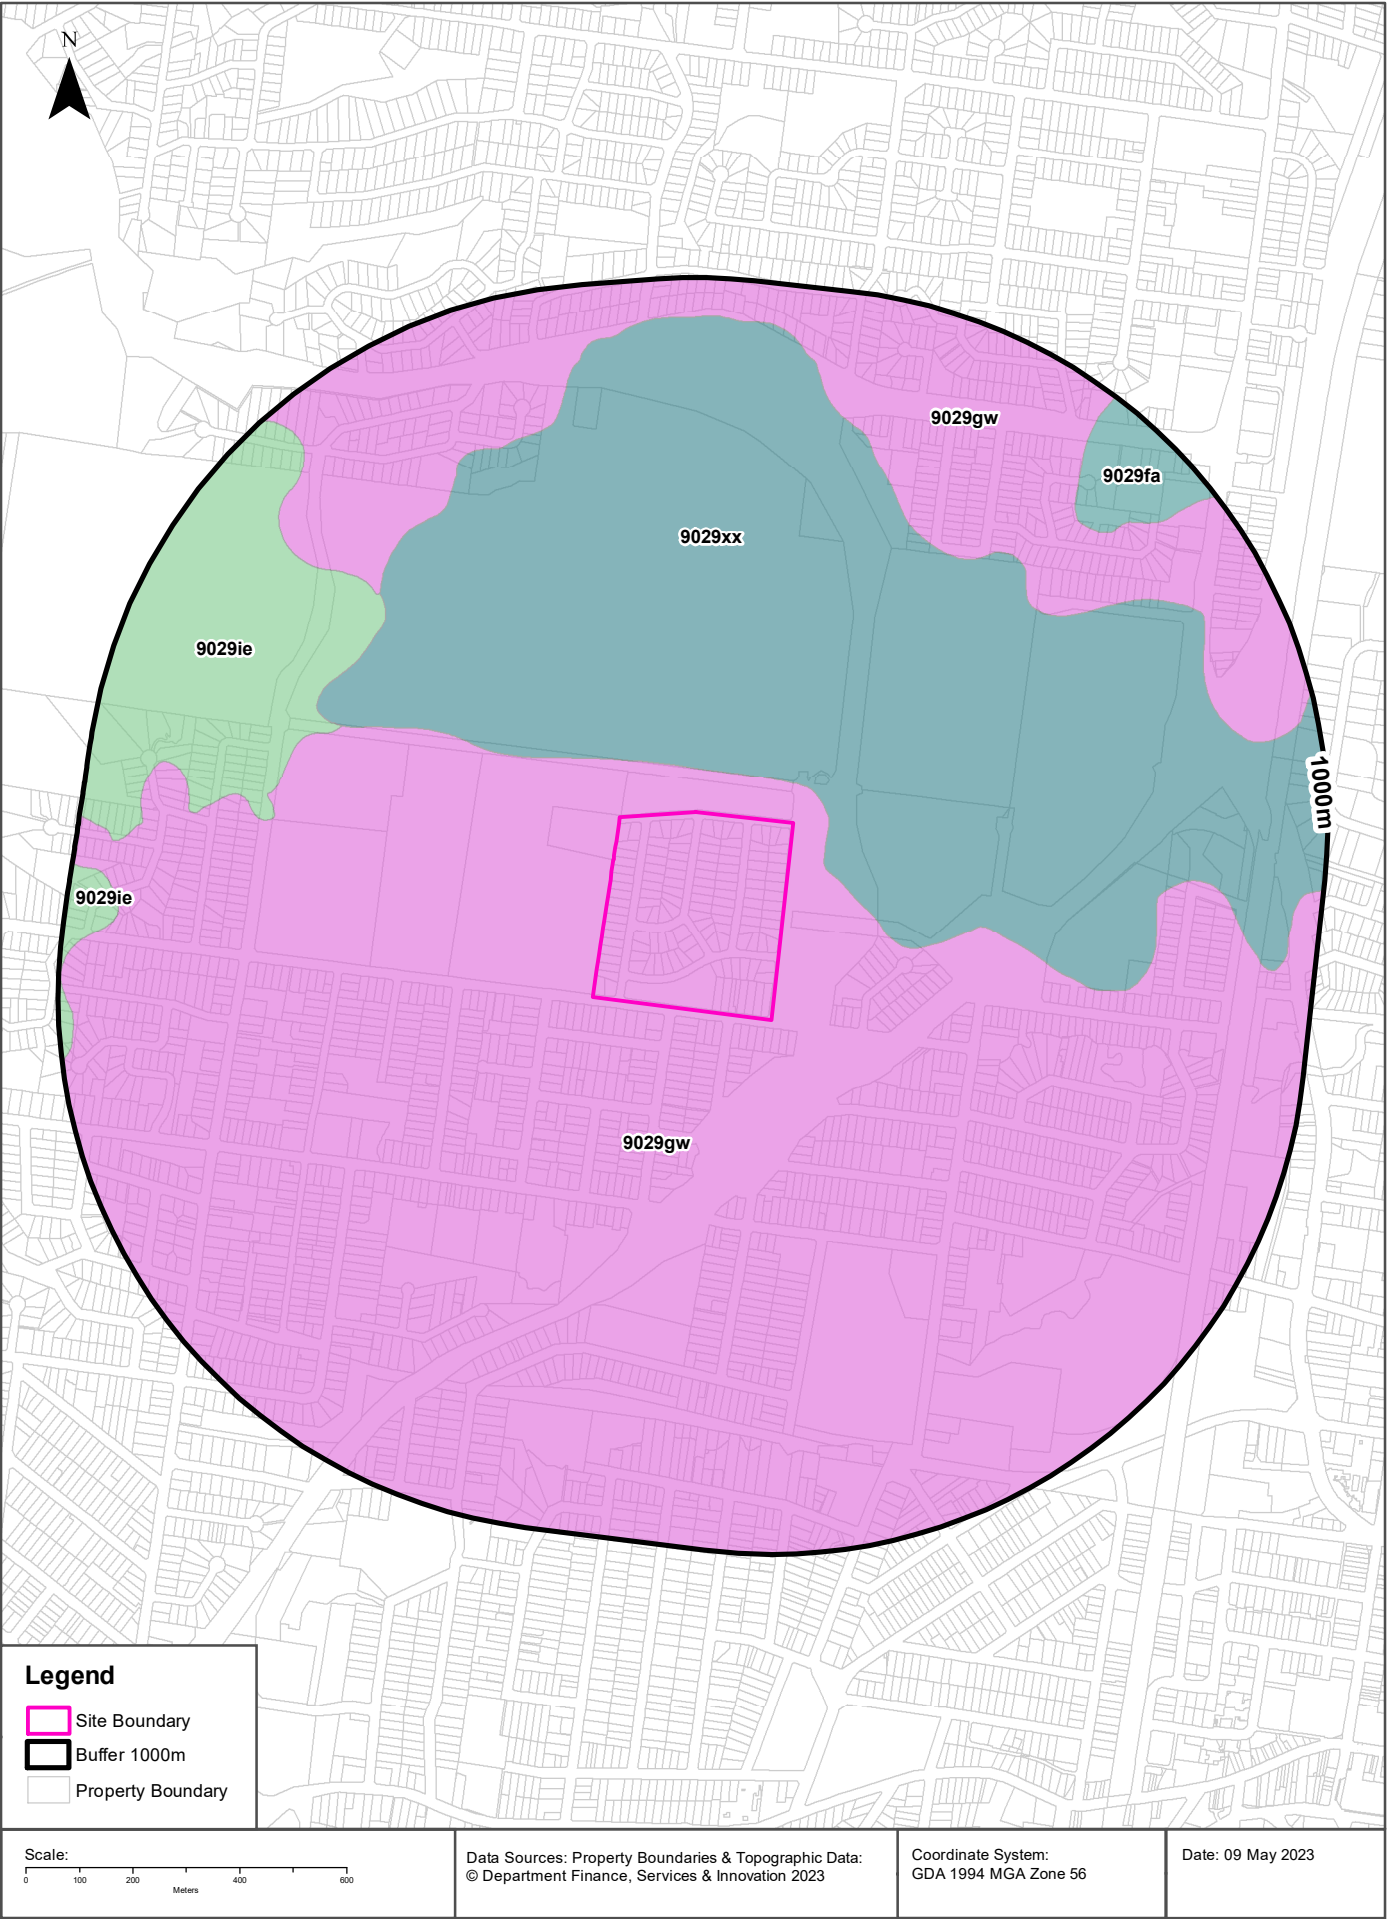 N
9029gw
9029fa
9029xx
9029ie
1000m
9029ie
9029gw
Legend
Site Boundary
Buffer 1000m
Property Boundary
Scale:
0 100 200 400 600
Meters
Data Sources: Property Boundaries & Topographic Data:
© Department Finance, Services & Innovation 2023
Coordinate System:
GDA 1994 MGA Zone 56
Date: 09 May 2023